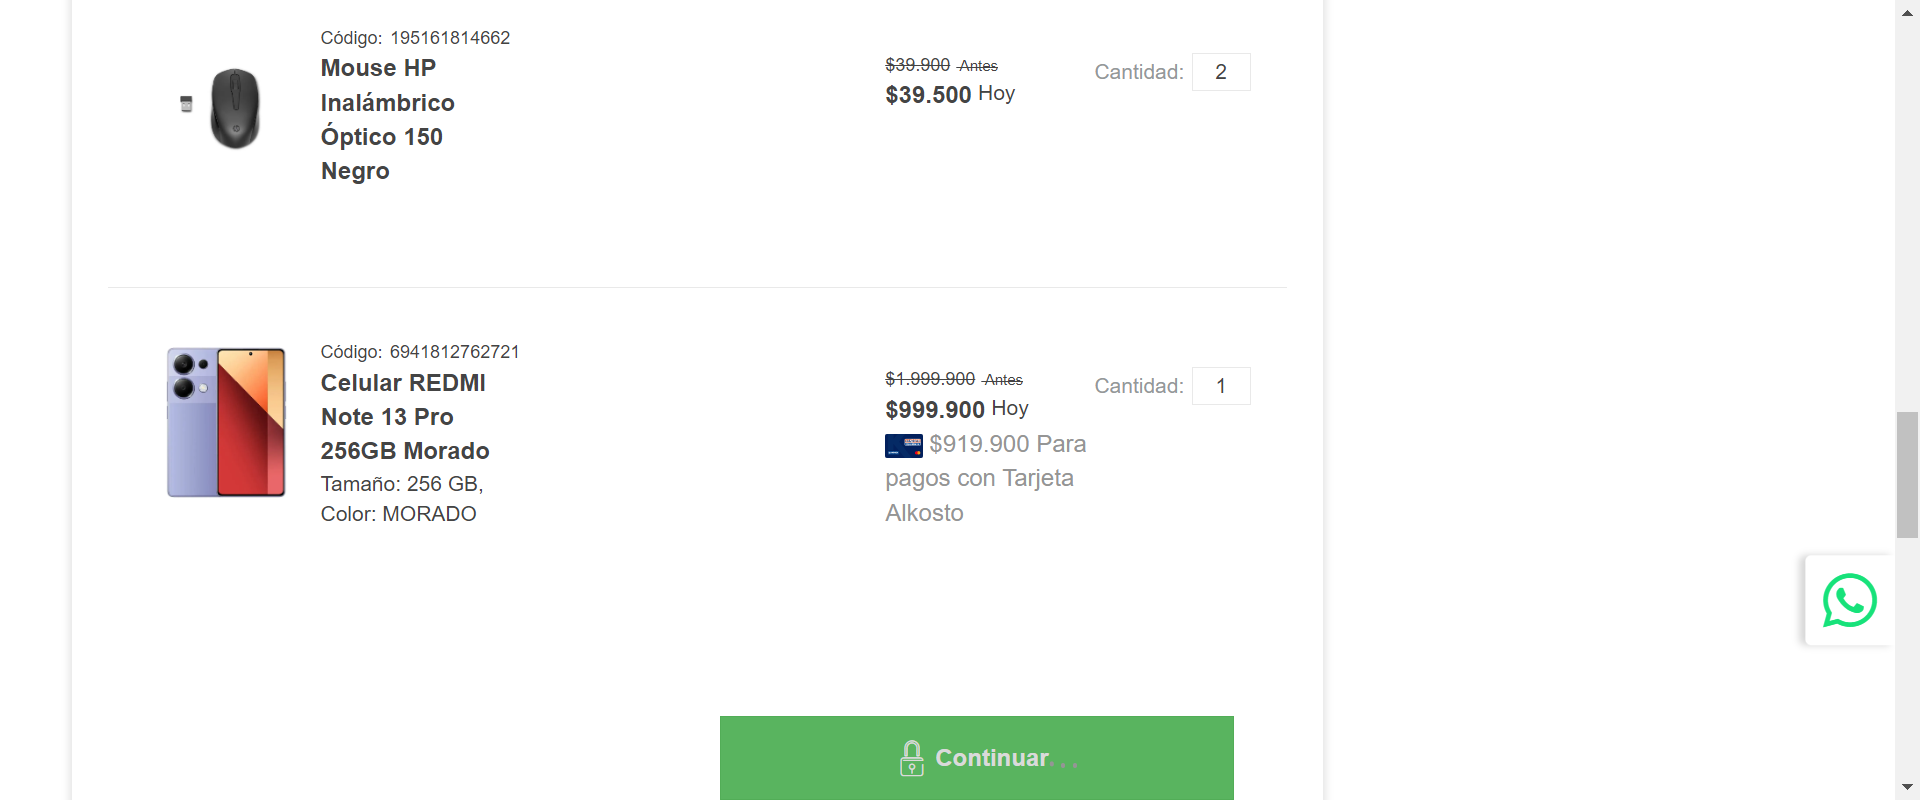 Código: 195161814662
Mouse HP
Inalámbrico
Óptico 150
Negro
$39.900 Antes
$39.500 Hoy
Cantidad: 2
Código: 6941812762721
Celular REDMI
Note 13 Pro
256GB Morado
Tamaño: 256 GB,
Color: MORADO
$1.999.900 Antes
$999.900 Hoy
$919.900 Para
pagos con Tarjeta
Alkosto
Cantidad: 1
Continuar...